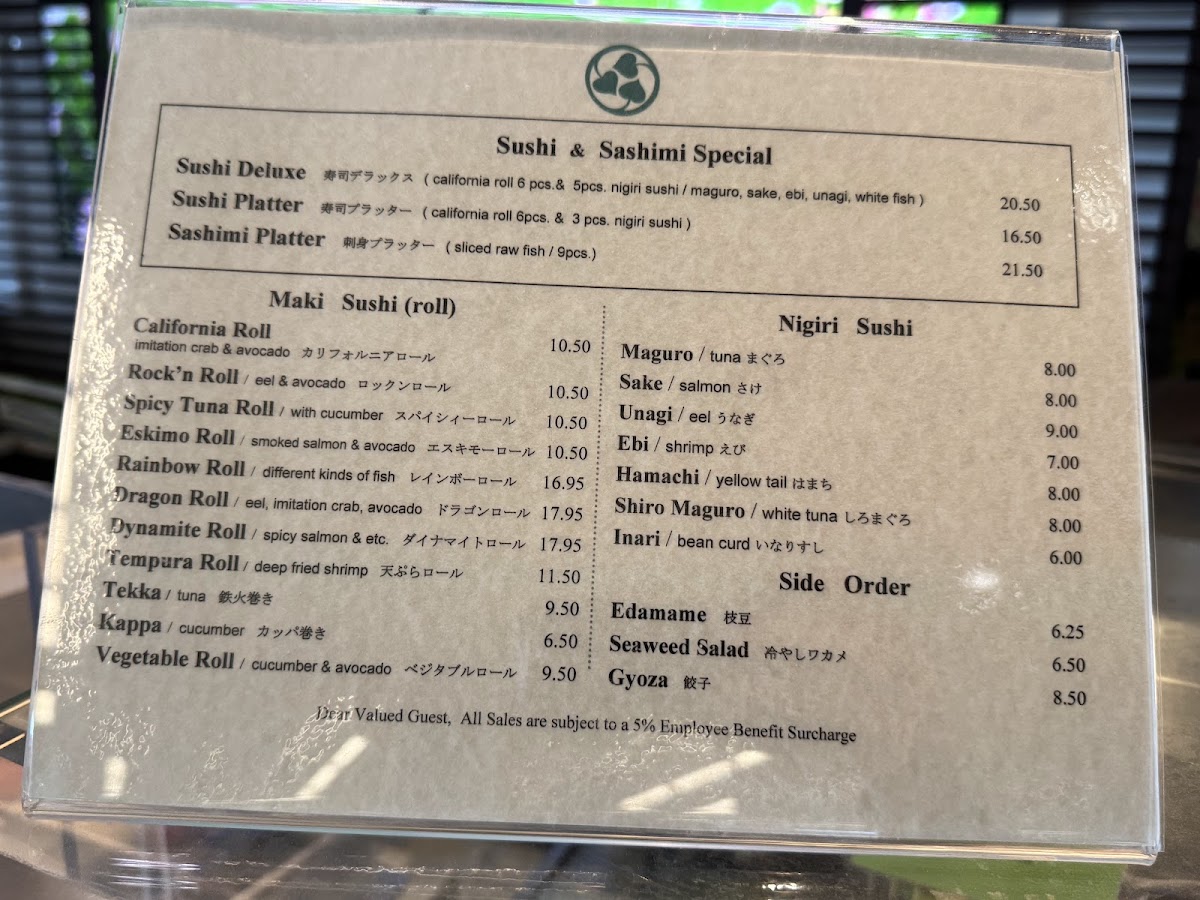 Sushi & Sashimi Special
Sushi Deluxe 寿司デラックス ( california roll 6 pcs.& 5pcs. nigiri sushi / maguro, sake, ebi, unagi, white fish ) 20.50
Sushi Platter 寿司プラッター ( california roll 6pcs. & 3 pcs. nigiri sushi ) 16.50
Sashimi Platter 刺身プラッター ( sliced raw fish / 9pcs.) 21.50
Maki Sushi (roll)
California Roll
imitation crab & avocado カリフォルニアロール 10.50
Rock'n Roll / eel & avocado ロックンロール 10.50
Spicy Tuna Roll / with cucumber スパイシィーロール 10.50
Eskimo Roll / smoked salmon & avocado エスキモーロール 10.50
Rainbow Roll / different kinds of fish レインボーロール 16.95
Dragon Roll / eel, imitation crab, avocado ドラゴンロール 17.95
Dynamite Roll / spicy salmon & etc. ダイナマイトロール 17.95
Tempura Roll / deep fried shrimp 天ぷらロール 11.50
Tekka / tuna 鉄火巻き 9.50
Kappa / cucumber カッパ巻き 6.50
Vegetable Roll / cucumber & avocado ベジタブルロール 9.50
Nigiri Sushi
Maguro / tuna まぐろ 8.00
Sake / salmon さけ 8.00
Unagi / eel うなぎ 9.00
Ebi / shrimp えび 7.00
Hamachi / yellow tail はまち 8.00
Shiro Maguro / white tuna しろまぐろ 8.00
Inari / bean curd いなりすし 6.00
Side Order
Edamame 枝豆 6.25
Seaweed Salad 冷やしワカメ 6.50
Gyoza 餃子 8.50
Dear Valued Guest, All Sales are subject to a 5% Employee Benefit Surcharge